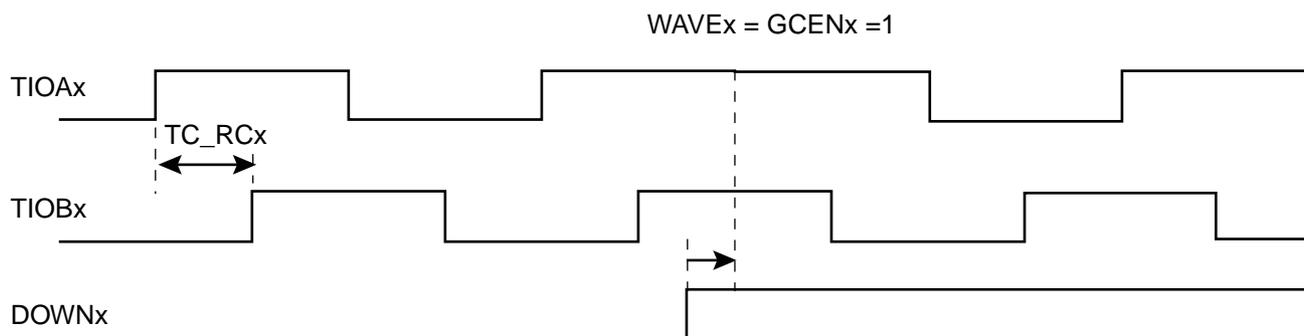 WAVEx = GCENx =1
TIOAx
TC_RCx
TIOBx
DOWNx